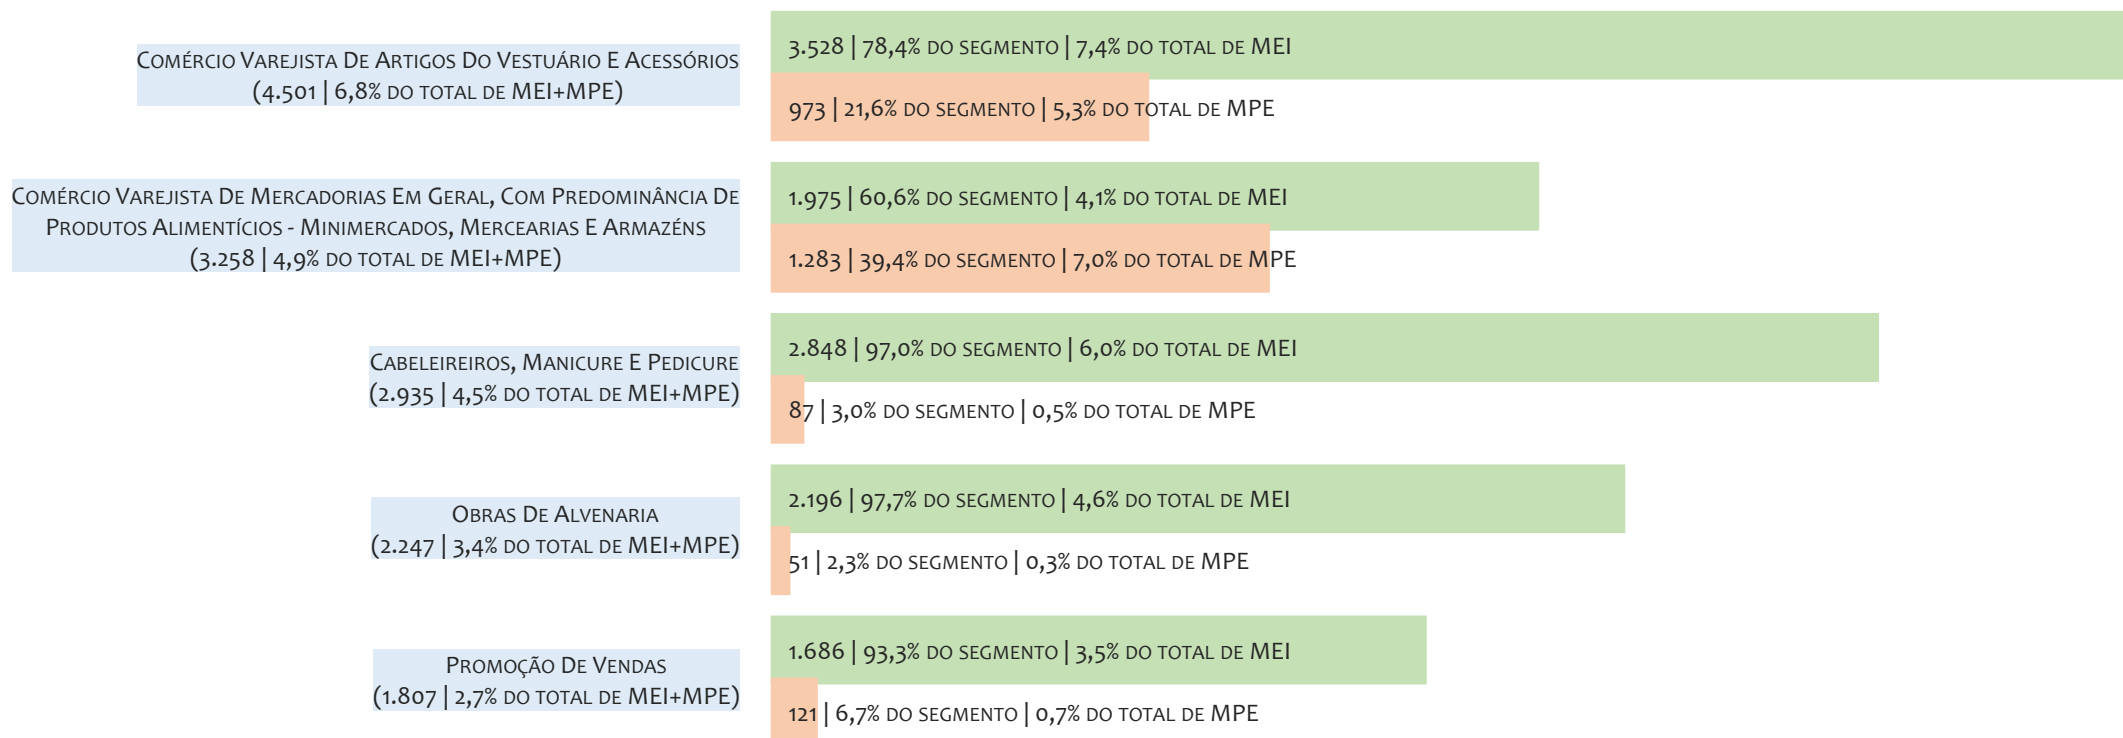 Comércio Varejista De Artigos Do Vestuário E Acessórios
(4.501 | 6,8% do total de MEI+MPE)
3.528 | 78,4% do segmento | 7,4% do total de MEI
973 | 21,6% do segmento | 5,3% do total de MPE
Comércio Varejista De Mercadorias Em Geral, Com Predominância De
Produtos Alimentícios - Minimercados, Mercearias E Armazéns
(3.258 | 4,9% do total de MEI+MPE)
1.975 | 60,6% do segmento | 4,1% do total de MEI
1.283 | 39,4% do segmento | 7,0% do total de MPE
Cabeleireiros, Manicure E Pedicure
(2.935 | 4,5% do total de MEI+MPE)
2.848 | 97,0% do segmento | 6,0% do total de MEI
87 | 3,0% do segmento | 0,5% do total de MPE
Obras De Alvenaria
(2.247 | 3,4% do total de MEI+MPE)
2.196 | 97,7% do segmento | 4,6% do total de MEI
51 | 2,3% do segmento | 0,3% do total de MPE
Promoção De Vendas
(1.807 | 2,7% do total de MEI+MPE)
1.686 | 93,3% do segmento | 3,5% do total de MEI
121 | 6,7% do segmento | 0,7% do total de MPE